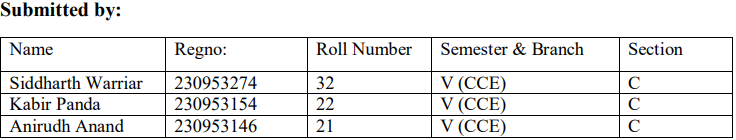 Submitted by:
Name Regno: Roll Number Semester & Branch Section
Siddharth Warriar 230953274 32 V (CCE) C
Kabir Panda 230953154 22 V (CCE) C
Anirudh Anand 230953146 21 V (CCE) C